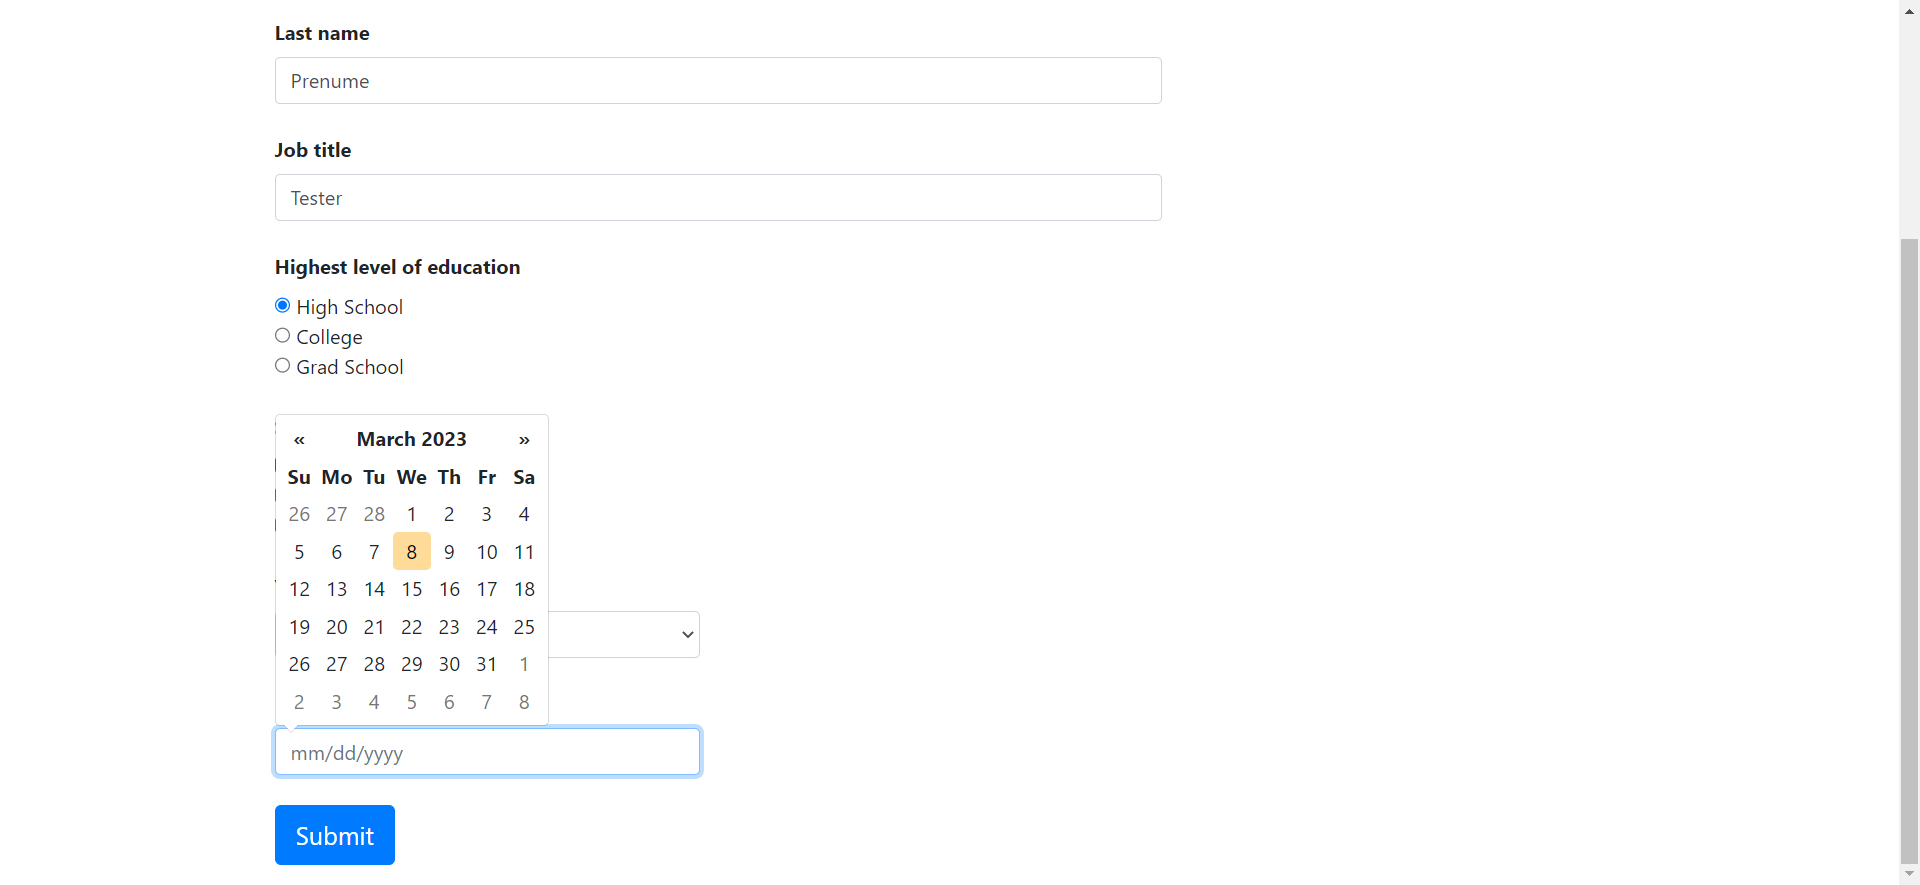 Last name
Prenume
Job title
Tester
Highest level of education
High School
College
Grad School
« March 2023 »
Su Mo Tu We Th Fr Sa
26 27 28 1 2 3 4
5 6 7 8 9 10 11
12 13 14 15 16 17 18
19 20 21 22 23 24 25
26 27 28 29 30 31 1
2 3 4 5 6 7 8
mm/dd/yyyy
Submit